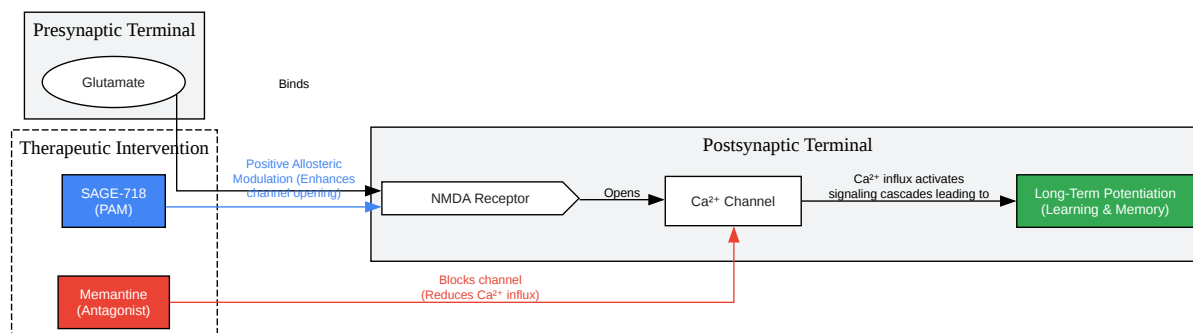 Presynaptic Terminal
Glutamate
Binds
Therapeutic Intervention
SAGE-718
(PAM)
Positive Allosteric
Modulation (Enhances
channel opening)
Memantine
(Antagonist)
Blocks channel
(Reduces Ca²⁺ influx)
Postsynaptic Terminal
NMDA Receptor
Opens
Ca²⁺ Channel
Ca²⁺ influx activates
signaling cascades leading to
Long-Term Potentiation
(Learning & Memory)